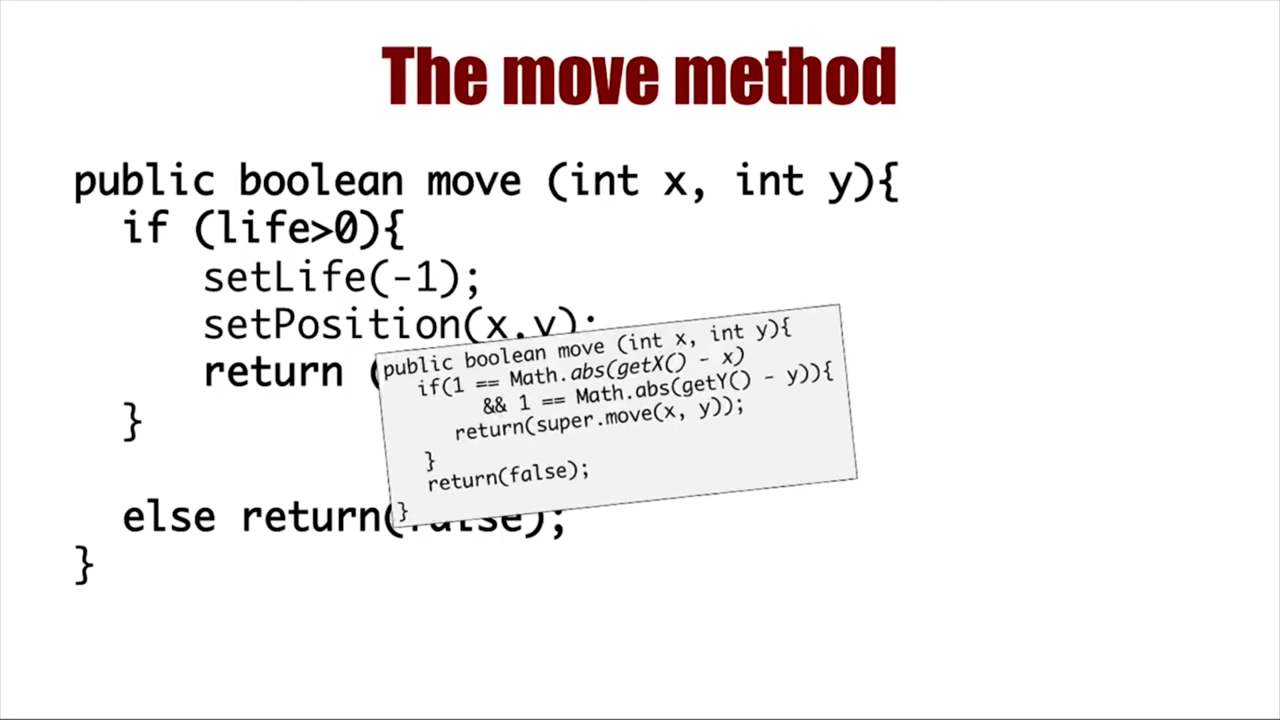 The move method
public boolean move (int x, int y){
if (life>0){
setLife(-1);
setPosition(x,y);
return (
}
else return(false);
}
public boolean move (int x, int y){
if(1 == Math.abs(getX() - x)
&& 1 == Math.abs(getY() - y)){
return(super.move(x, y));
}
return(false);
}